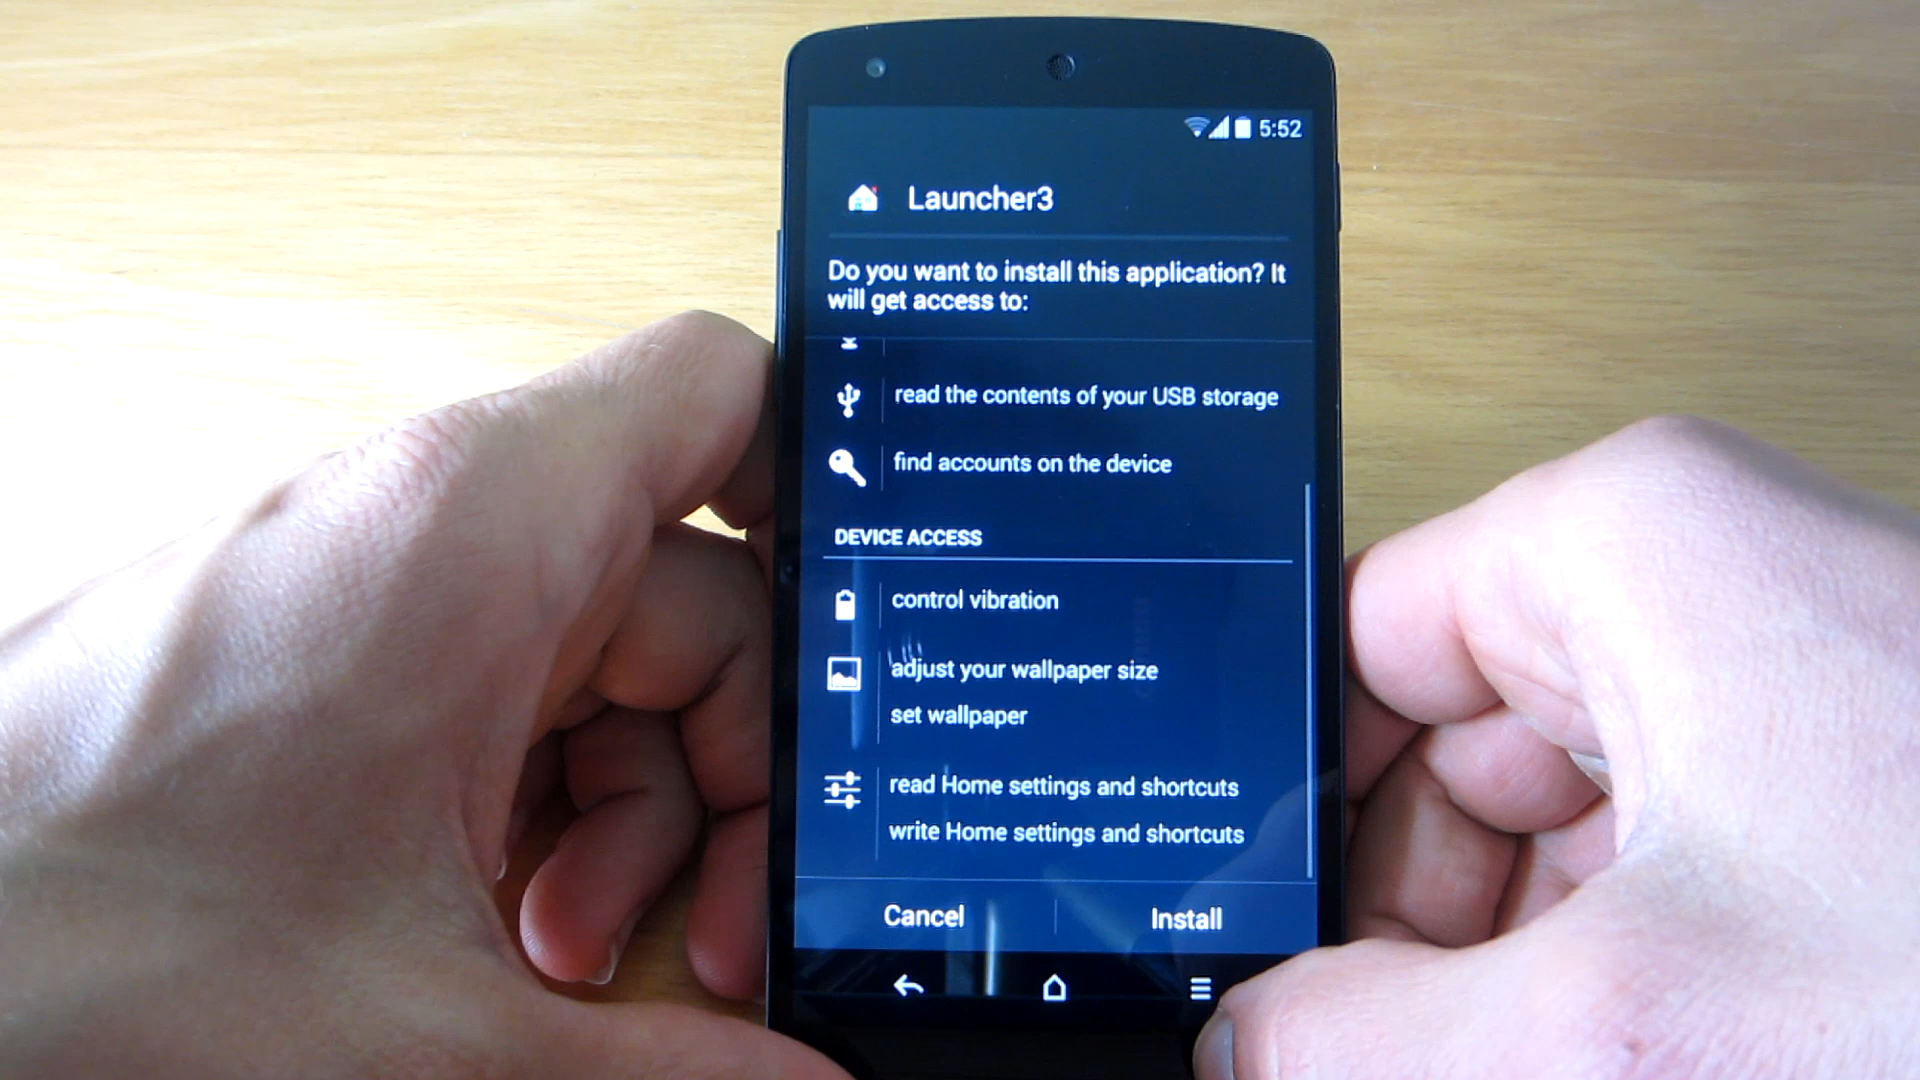 5:52
Launcher3
Do you want to install this application? It
will get access to:
read the contents of your USB storage
find accounts on the device
DEVICE ACCESS
control vibration
adjust your wallpaper size
set wallpaper
read Home settings and shortcuts
write Home settings and shortcuts
Cancel
Install